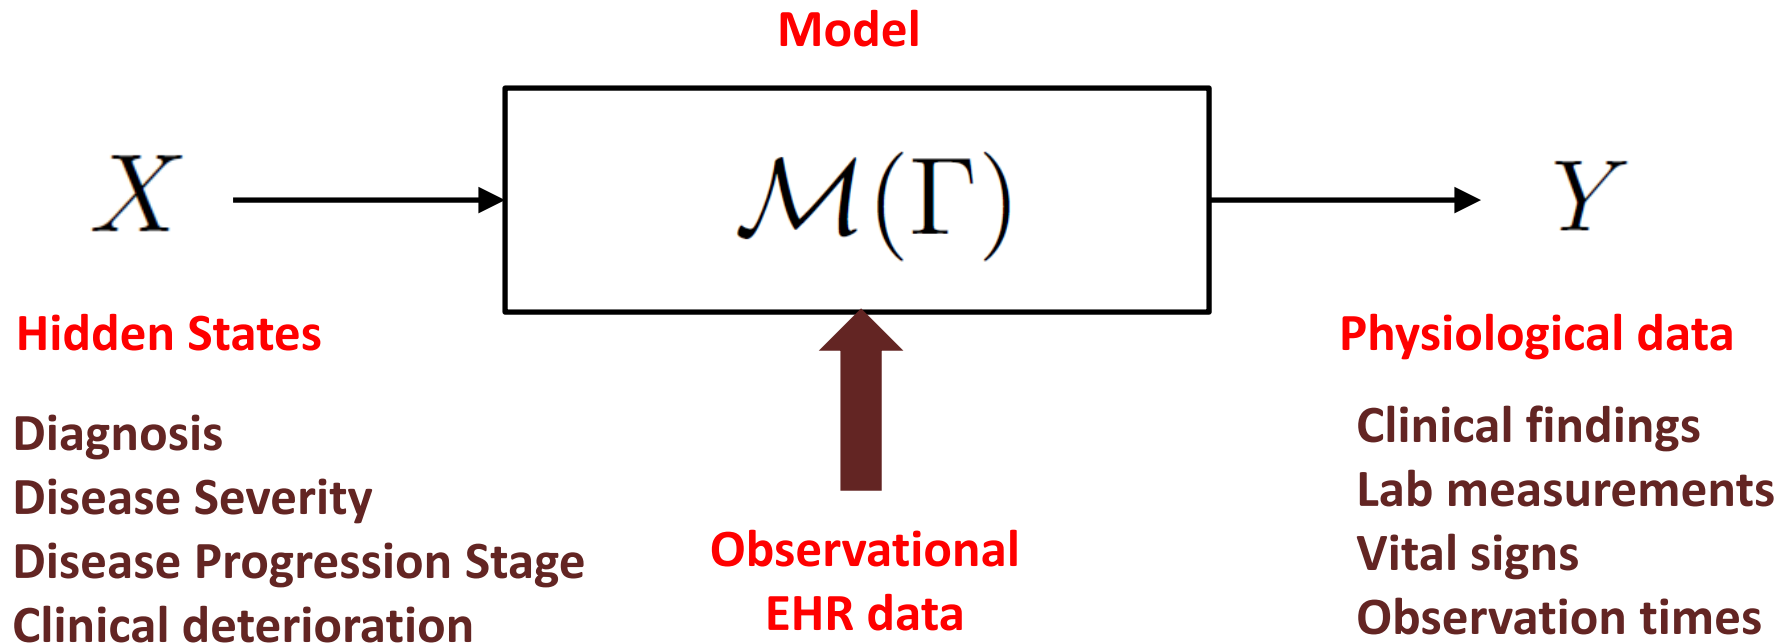 Model
X
M(Γ)
Y
Hidden States
Diagnosis
Disease Severity
Disease Progression Stage
Clinical deterioration
Observational
EHR data
Physiological data
Clinical findings
Lab measurements
Vital signs
Observation times